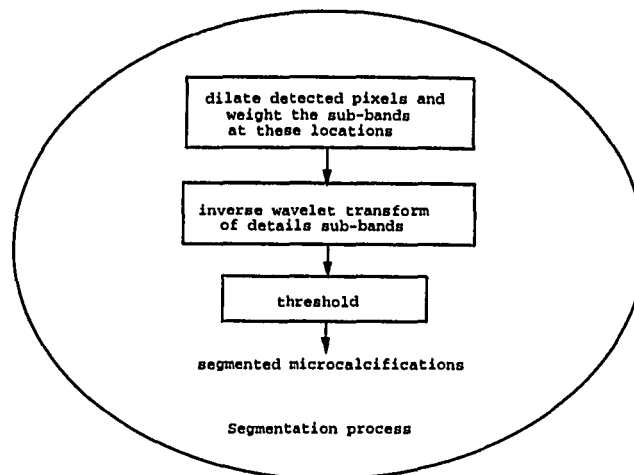 dilate detected pixels and
weight the sub-bands
at these locations
inverse wavelet transform
of details sub-bands
threshold
segmented microcalcifications
Segmentation process